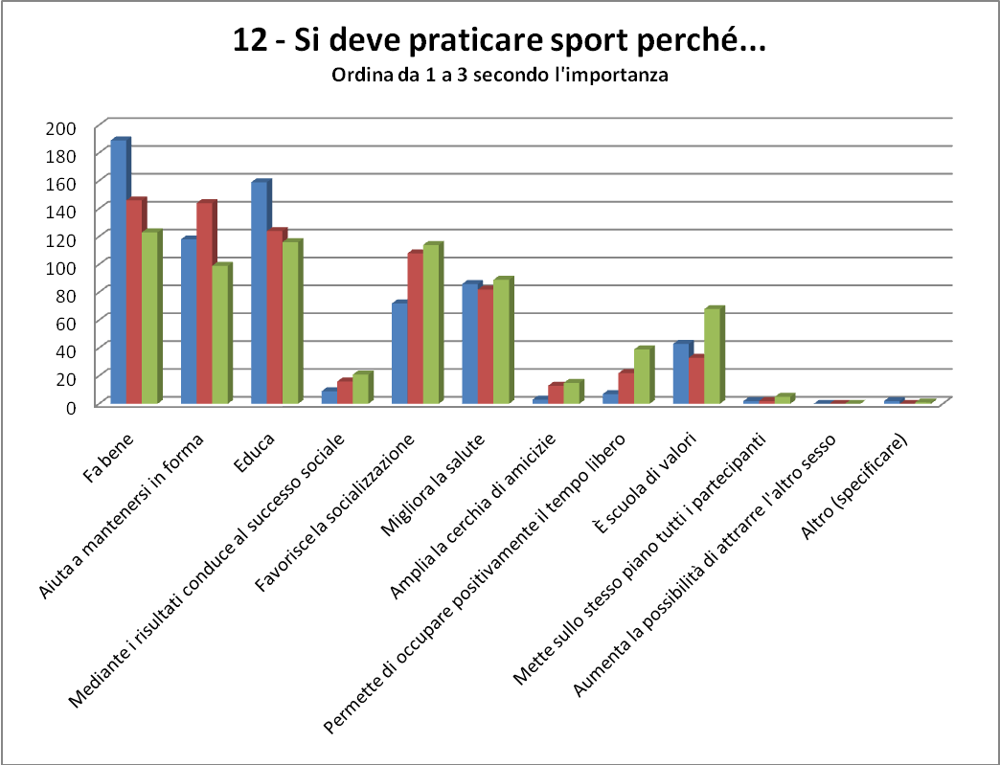 12 - Si deve praticare sport perché...
Ordina da 1 a 3 secondo l'importanza
200
180
160
140
120
100
80
60
40
20
0
Fa bene
Aiuta a mantenersi in forma
Educa
Mediante i risultati conduce al successo sociale
Favorisce la socializzazione
Migliora la salute
Amplia la cerchia di amicizie
Permette di occupare positivamente il tempo libero
È scuola di valori
Mette sullo stesso piano tutti i partecipanti
Aumenta la possibilità di attrarre l'altro sesso
Altro (specificare)